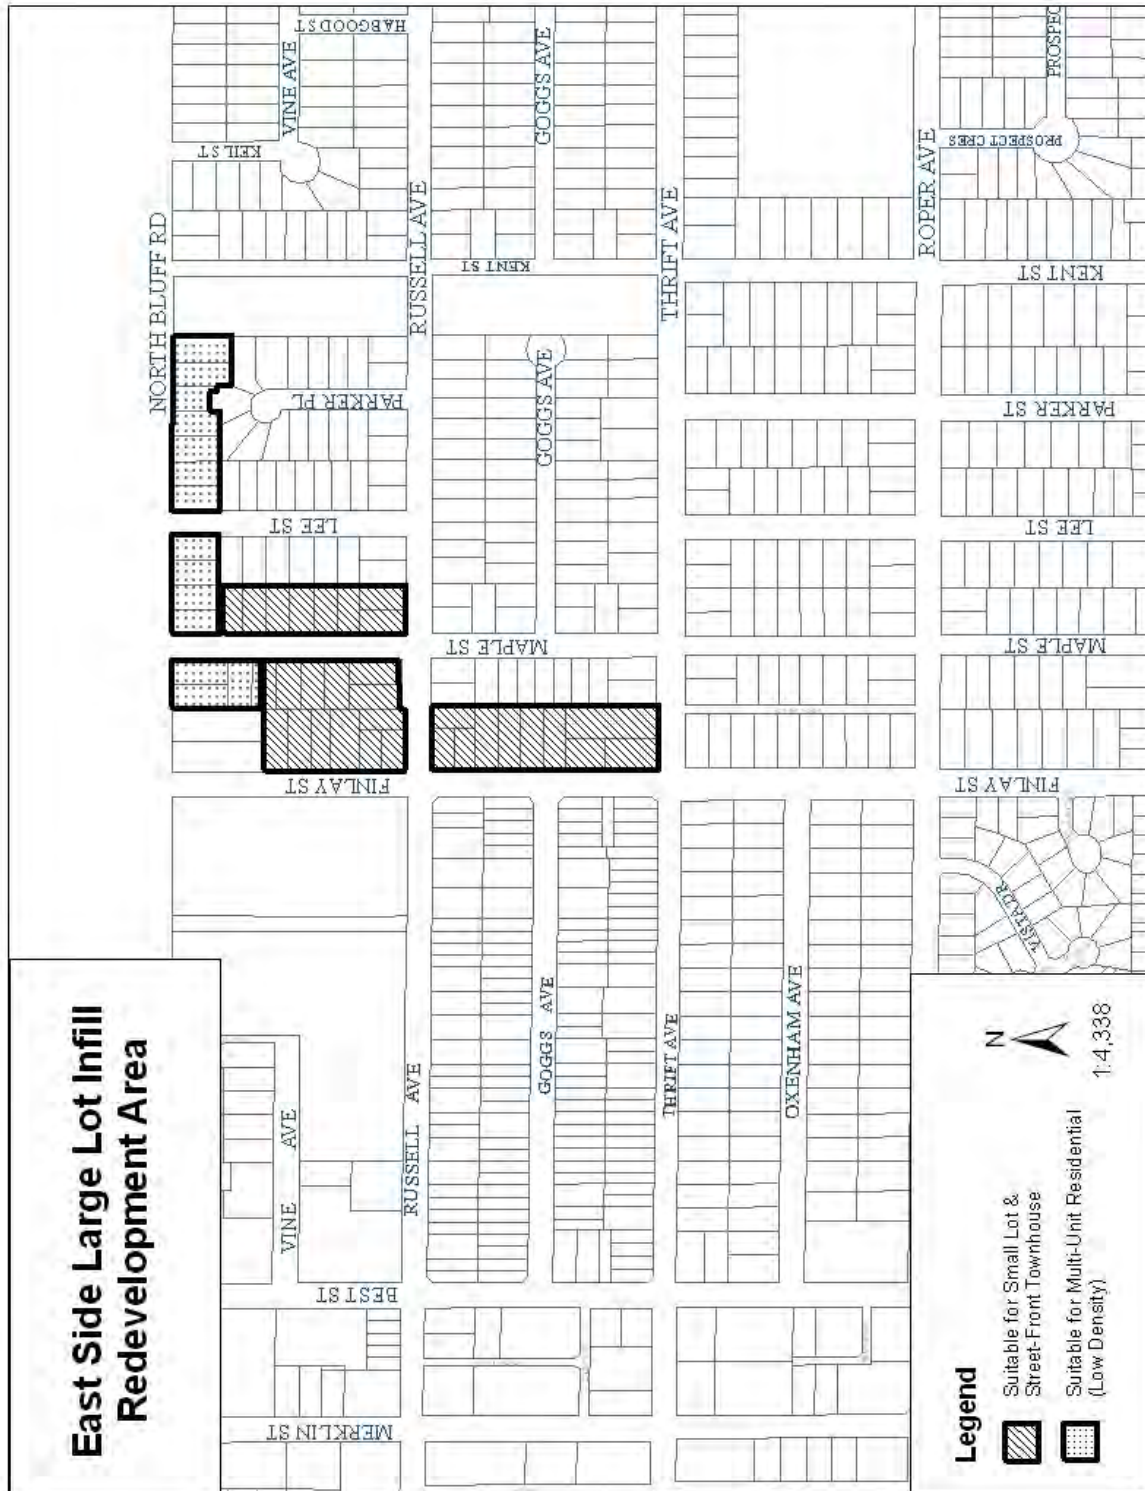 East Side Large Lot Infill
Redevelopment Area
NORTH BLUFF RD
HABGOOD ST
VINE AVE
KEIL ST
VINE AVE
PARKER PL
LEE ST
FINLAY ST
BEST ST
MERKLIN ST
RUSSELL AVE
RUSSELL AVE
GOGGS AVE
GOGGS AVE
GOGGS AVE
KENT ST
MAPLE ST
THRIFT AVE
THRIFT AVE
OXENHAM AVE
ROPER AVE
PROSPEC
PROSPECT CRES
KENT ST
PARKER ST
LEE ST
MAPLE ST
FINLAY ST
VISTA DR
Legend
Suitable for Small Lot &
Street-Front Townhouse
Suitable for Multi-Unit Residential
(Low Density)
N
1:4,338